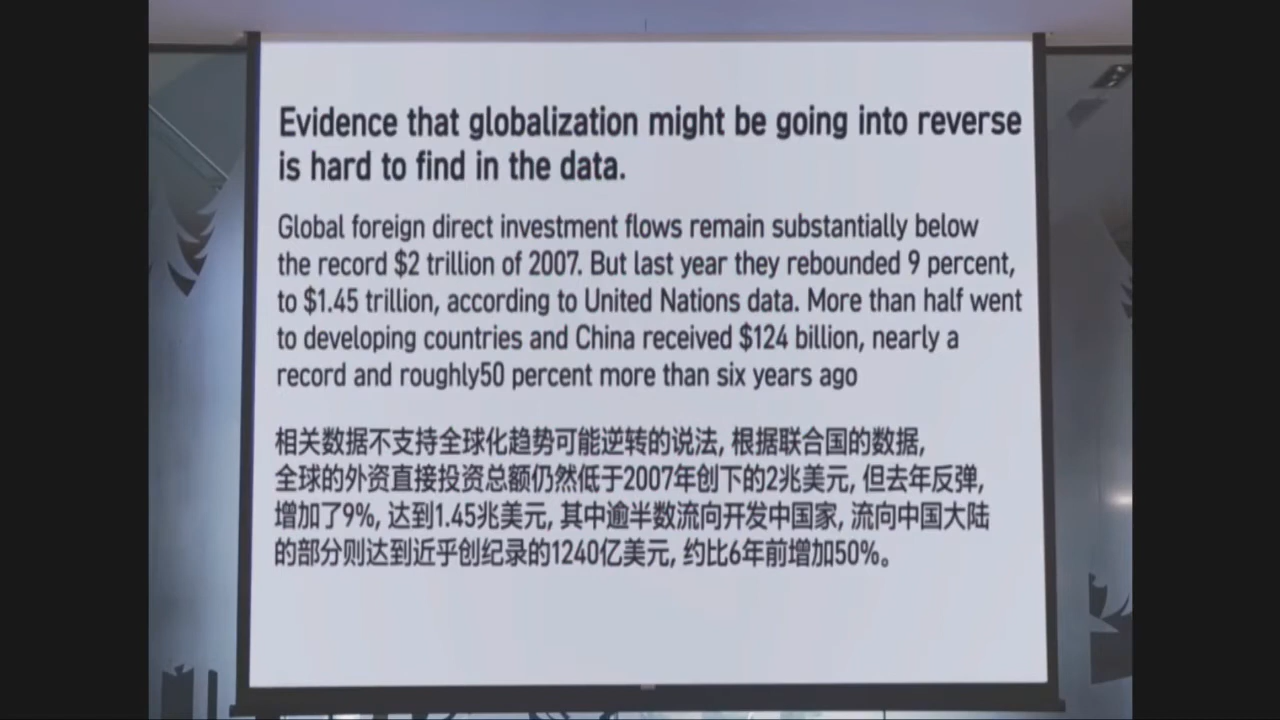 Evidence that globalization might be going into reverse
is hard to find in the data.
Global foreign direct investment flows remain substantially below
the record $2 trillion of 2007. But last year they rebounded 9 percent,
to $1.45 trillion, according to United Nations data. More than half went
to developing countries and China received $124 billion, nearly a
record and roughly50 percent more than six years ago
相关数据不支持全球化趋势可能逆转的说法, 根据联合国的数据,
全球的外资直接投资总额仍然低于2007年创下的2兆美元, 但去年反弹,
增加了9%, 达到1.45兆美元, 其中逾半数流向开发中国家, 流向中国大陆
的部分则达到近乎创纪录的1240亿美元, 约比6年前增加50%。